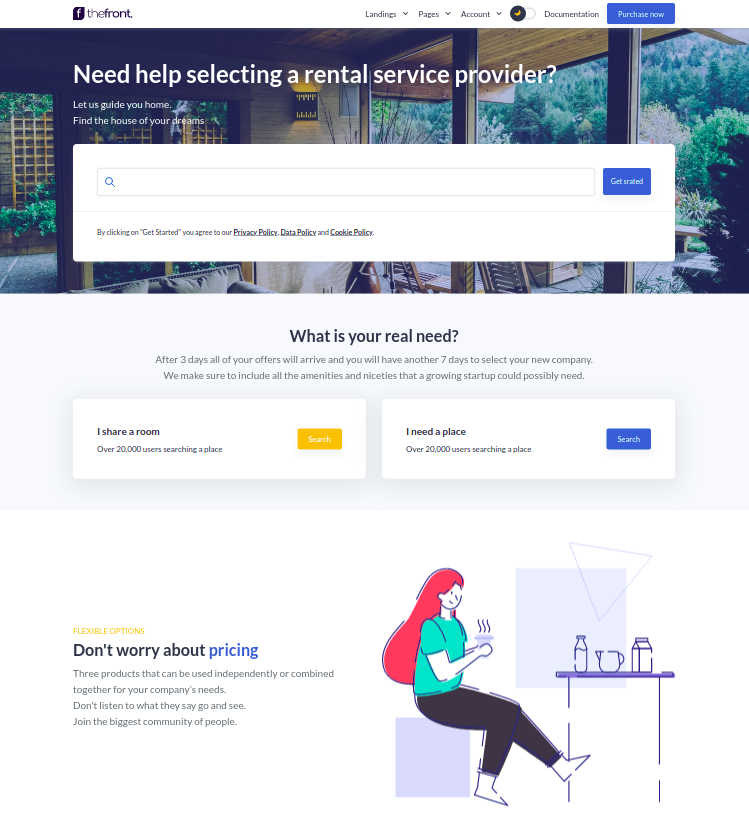 thefront.
Landings
Pages
Account
Documentation
Purchase now
Need help selecting a rental service provider?
Let us guide you home.
Find the house of your dreams
Get srated
By clicking on "Get Started" you agree to our Privacy Policy, Data Policy and Cookie Policy.
What is your real need?
After 3 days all of your offers will arrive and you will have another 7 days to select your new company.
We make sure to include all the amenities and niceties that a growing startup could possibly need.
I share a room
Over 20,000 users searching a place
Search
I need a place
Over 20,000 users searching a place
Search
FLEXIBLE OPTIONS
Don't worry about pricing
Three products that can be used independently or combined
together for your company's needs.
Don't listen to what they say go and see.
Join the biggest community of people.